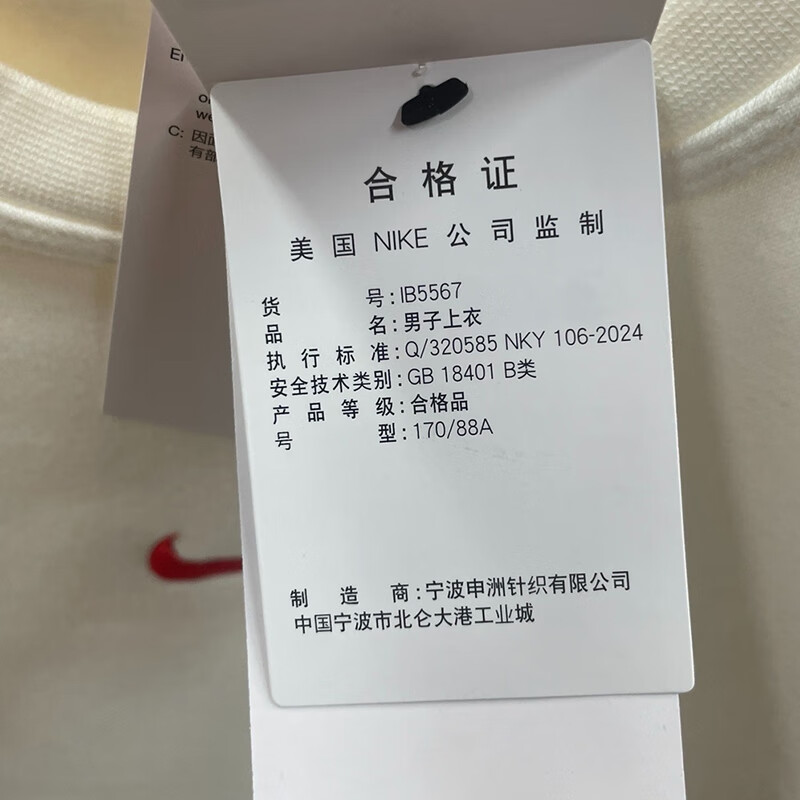 合格证
美国 NIKE 公司监制
货号:IB5567
品名:男子上衣
执行标准:Q/320585 NKY 106-2024
安全技术类别:GB 18401 B类
产品等级:合格品
号型:170/88A
制造商:宁波申洲针织有限公司
中国宁波市北仑大港工业城
C: 因
有